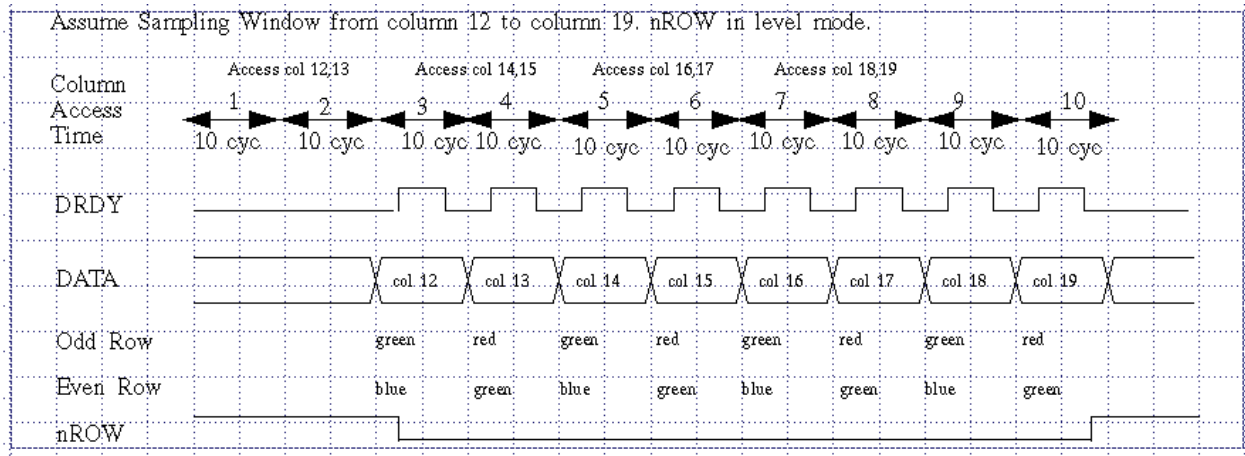 Assume Sampling Window from column 12 to column 19. nROW in level mode.
Access col 12,13 Access col 14,15 Access col 16,17 Access col 18,19
Column
Access
Time
1 2 3 4 5 6 7 8 9 10
10 cyc 10 cyc 10 cyc 10 cyc 10 cyc 10 cyc 10 cyc 10 cyc 10 cyc 10 cyc
DRDY
DATA col 12 col 13 col 14 col 15 col 16 col 17 col 18 col 19
Odd Row green red green red green red green red
Even Row blue green blue green blue green blue green
nROW